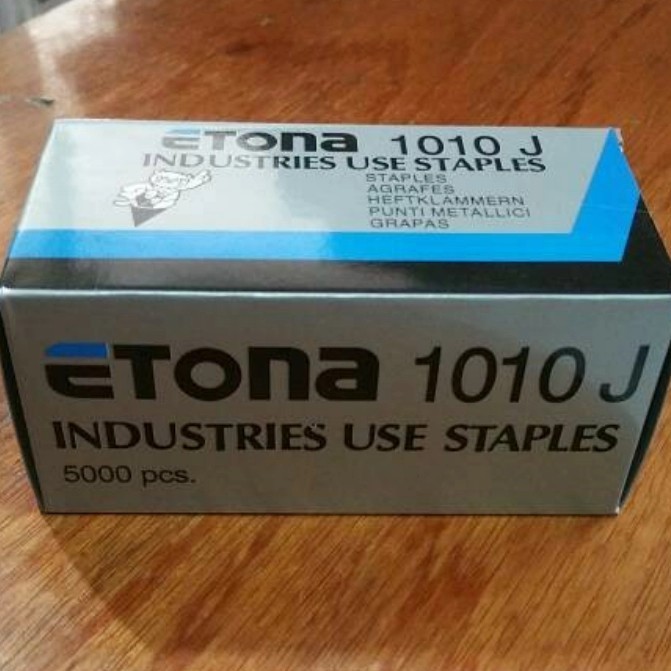 ETona 1010 J
INDUSTRIES USE STAPLES
STAPLES
AGRAFES
HEFTKLAMMERN
PUNTI METALLICI
GRAPAS
ETona 1010 J
INDUSTRIES USE STAPLES
5000 pcs.